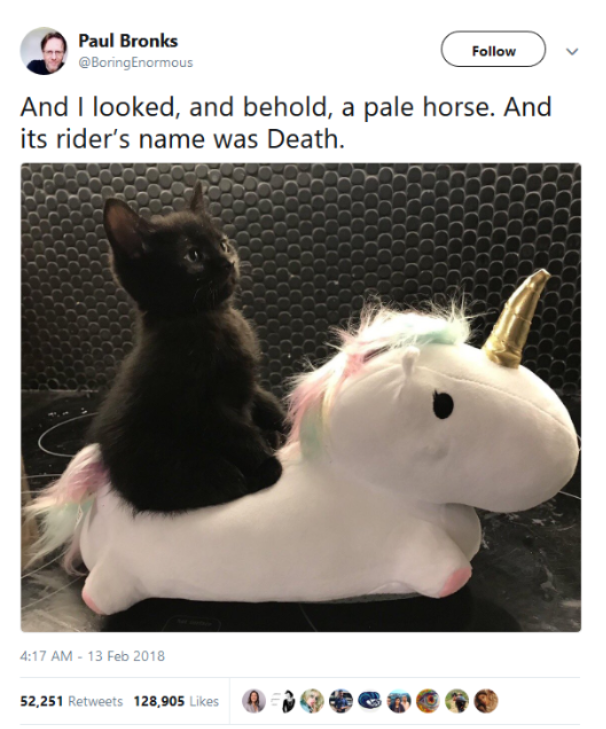 Paul Bronks
@BoringEnormous
Follow
And I looked, and behold, a pale horse. And
its rider’s name was Death.
4:17 AM - 13 Feb 2018
52,251 Retweets 128,905 Likes